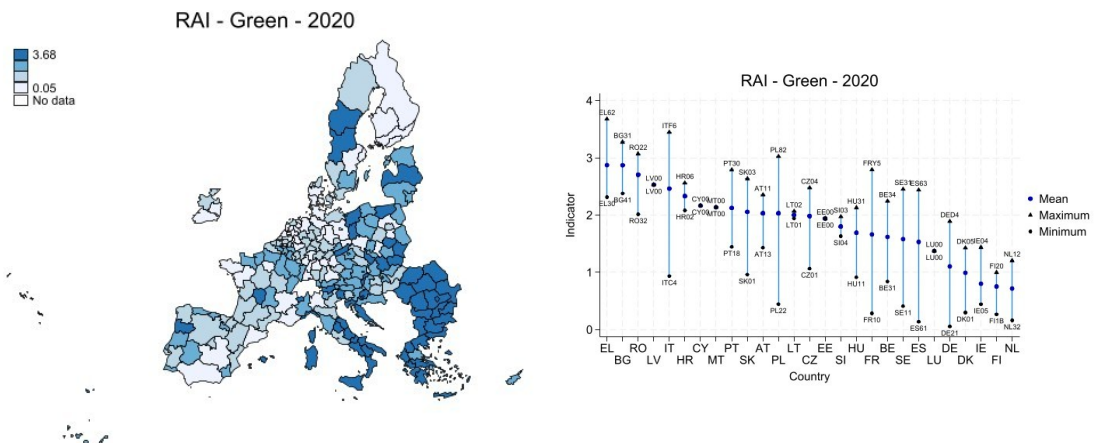 RAI - Green - 2020
3.68
0.05
No data
RAI - Green - 2020
Indicator
4
3
2
1
0
EL62
EL30
BG31
BG41
RO22
RO32
LV00
LV00
ITF6
ITC4
HR06
HR02
CY00
CY00
MT00
MT00
PT30
PT18
SK03
SK01
AT11
AT13
PL82
PL22
LT02
LT01
CZ04
CZ01
EE00
EE00
SI03
SI04
HU31
HU11
FRY5
FR10
BE34
BE31
SE31
SE11
ES63
ES61
LU00
LU00
DED4
DE21
DK05
DK01
IE04
IE05
FI20
FI1B
NL12
NL32
Mean
Maximum
Minimum
EL RO IT CY PT AT LT EE HU BE ES DE IE NL
BG LV HR MT SK PL CZ SI FR SE LU DK FI
Country